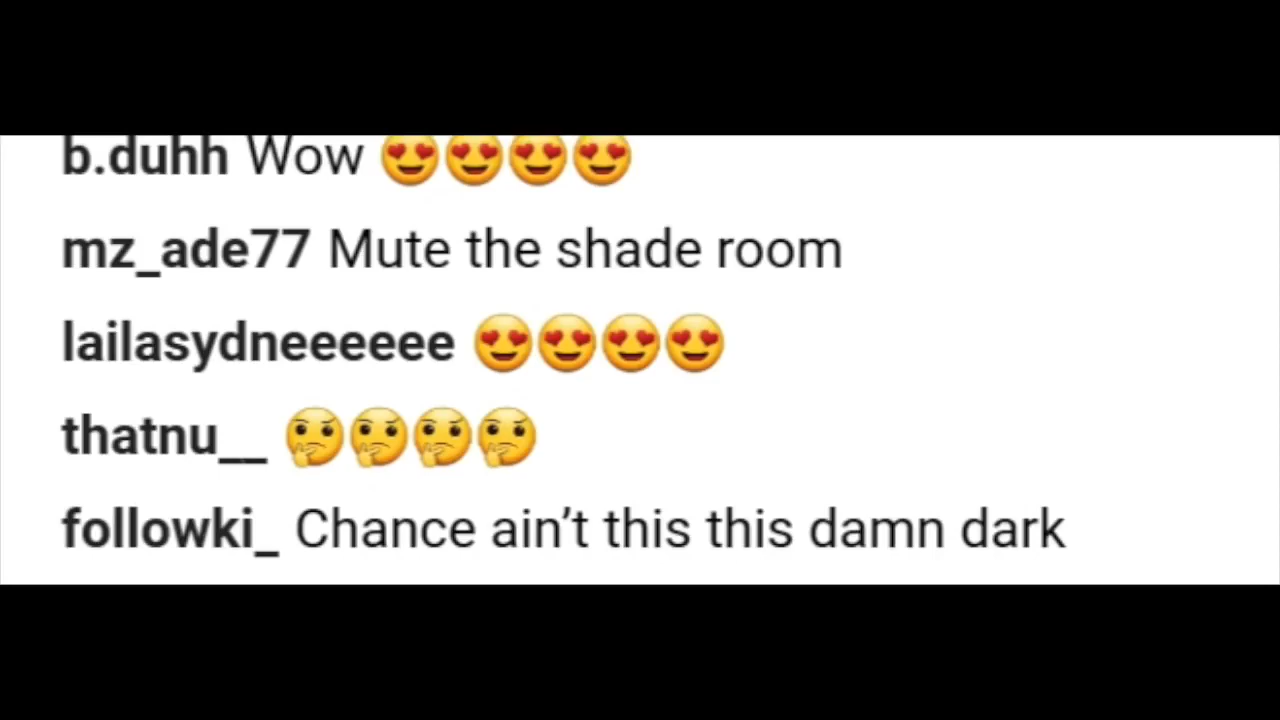 b.duhh Wow 😍😍😍😍
mz_ade77 Mute the shade room
lailasydneeeeee 😍😍😍😍
thatnu__ 🤔🤔🤔🤔
followki_ Chance ain’t this this damn dark